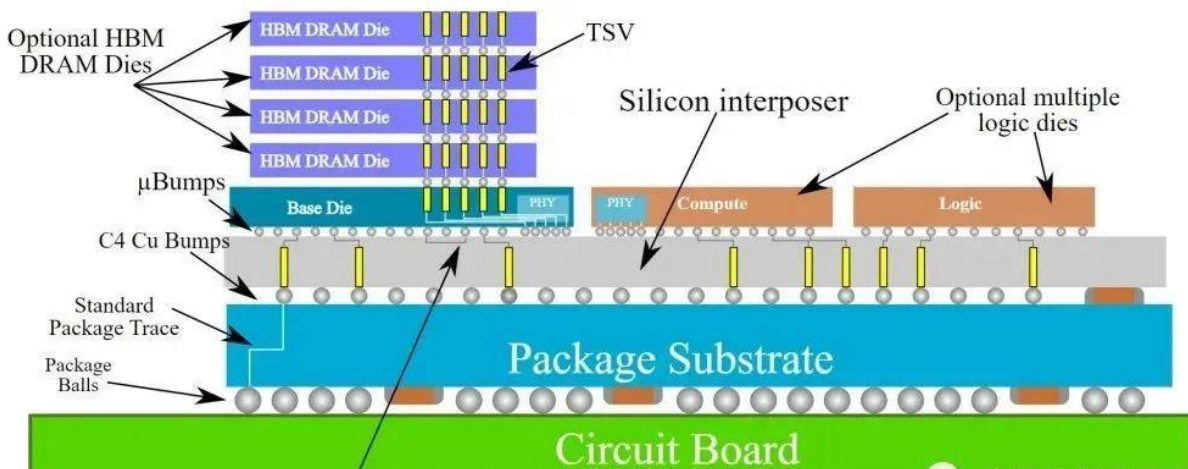 Optional HBM
DRAM Dies
HBM DRAM Die
HBM DRAM Die
HBM DRAM Die
HBM DRAM Die
TSV
Silicon interposer
Optional multiple
logic dies
µBumps
Base Die
PHY
PHY
Compute
Logic
C4 Cu Bumps
Standard
Package Trace
Package Substrate
Package
Balls
Circuit Board